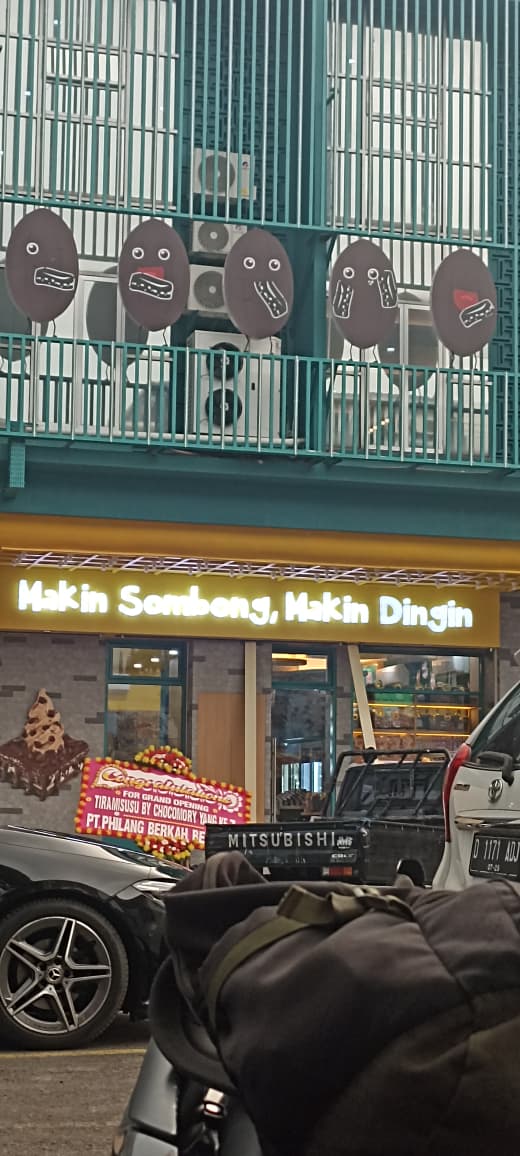 Makin Sombong, Makin Dingin
Congratulations
FOR GRAND OPENING
TIRAMISUSU BY CHOCOMORY YANG KE
PT. PHILANG BERKAH BE
MITSUBISHI
D 1171 ADJ